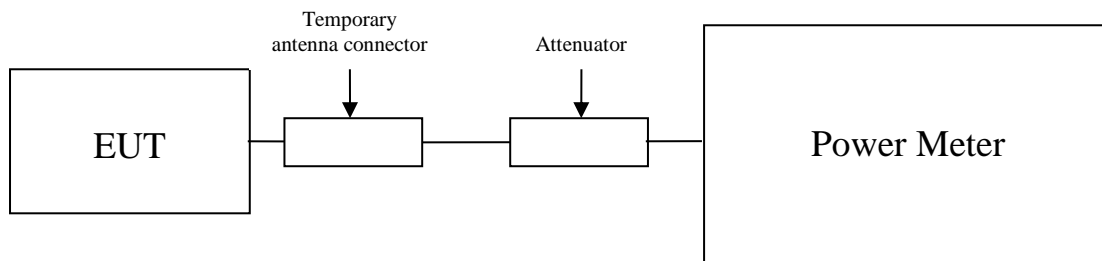 Temporary
antenna connector
Attenuator
EUT
Power Meter